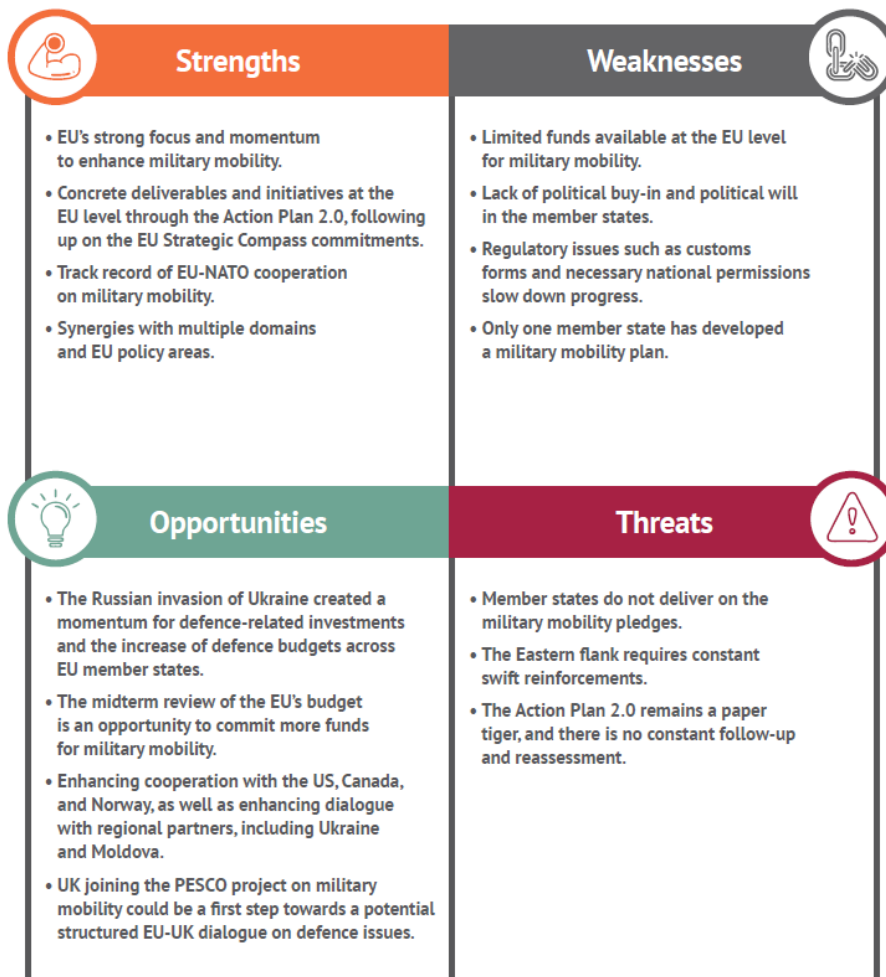 Strengths
• EU's strong focus and momentum
to enhance military mobility.
• Concrete deliverables and initiatives at the
EU level through the Action Plan 2.0, following
up on the EU Strategic Compass commitments.
• Track record of EU-NATO cooperation
on military mobility.
• Synergies with multiple domains
and EU policy areas.
Weaknesses
• Limited funds available at the EU level
for military mobility.
• Lack of political buy-in and political will
in the member states.
• Regulatory issues such as customs
forms and necessary national permissions
slow down progress.
• Only one member state has developed
a military mobility plan.
Opportunities
• The Russian invasion of Ukraine created a
momentum for defence-related investments
and the increase of defence budgets across
EU member states.
• The midterm review of the EU's budget
is an opportunity to commit more funds
for military mobility.
• Enhancing cooperation with the US, Canada,
and Norway, as well as enhancing dialogue
with regional partners, including Ukraine
and Moldova.
• UK joining the PESCO project on military
mobility could be a first step towards a potential
structured EU-UK dialogue on defence issues.
Threats
• Member states do not deliver on the
military mobility pledges.
• The Eastern flank requires constant
swift reinforcements.
• The Action Plan 2.0 remains a paper
tiger, and there is no constant follow-up
and reassessment.